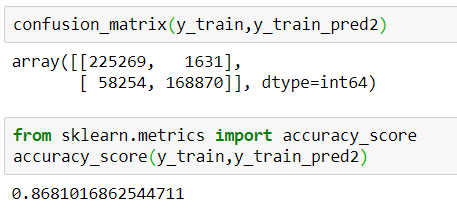 confusion_matrix(y_train,y_train_pred2)
array([[225269,   1631],
       [ 58254, 168870]], dtype=int64)
from sklearn.metrics import accuracy_score
accuracy_score(y_train,y_train_pred2)
0.8681016862544711